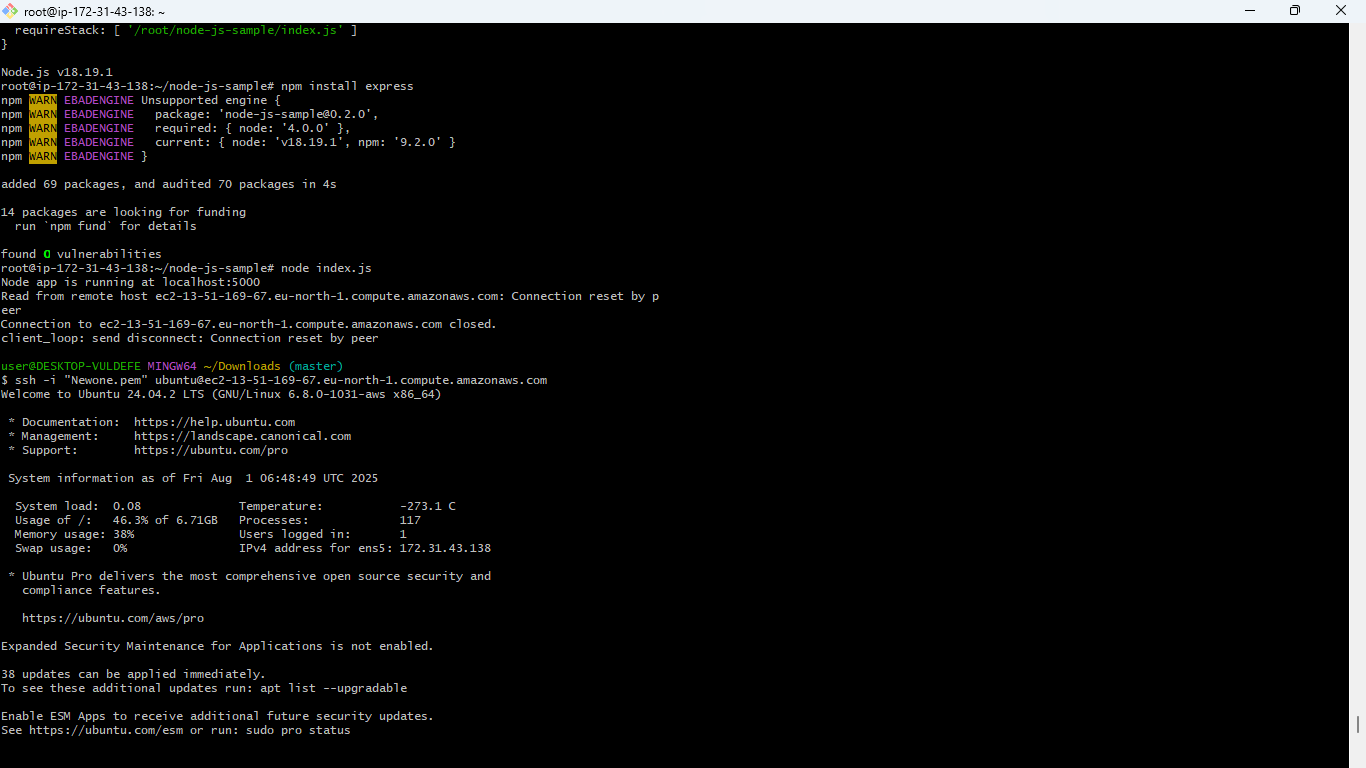 root@ip-172-31-43-138: ~
requireStack: [ '/root/node-js-sample/index.js' ]
}
Node.js v18.19.1
root@ip-172-31-43-138:~/node-js-sample# npm install express
npm WARN EBADENGINE Unsupported engine {
npm WARN EBADENGINE   package: 'node-js-sample@0.2.0',
npm WARN EBADENGINE   required: { node: '4.0.0' },
npm WARN EBADENGINE   current: { node: 'v18.19.1', npm: '9.2.0' }
npm WARN EBADENGINE }
added 69 packages, and audited 70 packages in 4s
14 packages are looking for funding
  run `npm fund` for details
found 0 vulnerabilities
root@ip-172-31-43-138:~/node-js-sample# node index.js
Node app is running at localhost:5000
Read from remote host ec2-13-51-169-67.eu-north-1.compute.amazonaws.com: Connection reset by p
eer
Connection to ec2-13-51-169-67.eu-north-1.compute.amazonaws.com closed.
client_loop: send disconnect: Connection reset by peer
user@DESKTOP-VULDEFE MINGW64 ~/Downloads (master)
$ ssh -i "Newone.pem" ubuntu@ec2-13-51-169-67.eu-north-1.compute.amazonaws.com
Welcome to Ubuntu 24.04.2 LTS (GNU/Linux 6.8.0-1031-aws x86_64)
 * Documentation:  https://help.ubuntu.com
 * Management:     https://landscape.canonical.com
 * Support:        https://ubuntu.com/pro
 System information as of Fri Aug  1 06:48:49 UTC 2025
  System load:  0.08              Temperature:           -273.1 C
  Usage of /:   46.3% of 6.71GB   Processes:             117
  Memory usage: 38%               Users logged in:       1
  Swap usage:   0%                IPv4 address for ens5: 172.31.43.138
 * Ubuntu Pro delivers the most comprehensive open source security and
   compliance features.
   https://ubuntu.com/aws/pro
Expanded Security Maintenance for Applications is not enabled.
38 updates can be applied immediately.
To see these additional updates run: apt list --upgradable
Enable ESM Apps to receive additional future security updates.
See https://ubuntu.com/esm or run: sudo pro status